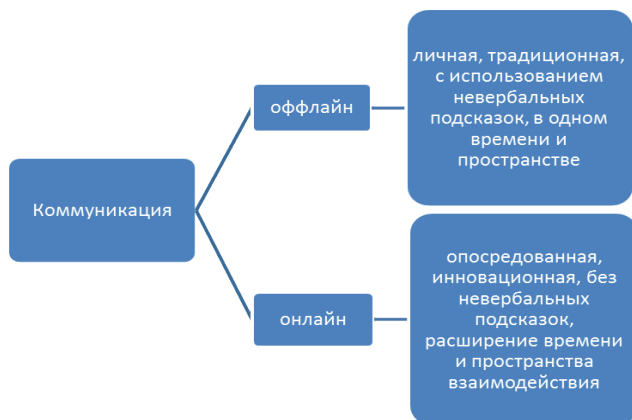 Коммуникация
оффлайн
личная, традиционная,
с использованием
невербальных
подсказок, в одном
времени и
пространстве
онлайн
опосредованная,
инновационная, без
невербальных
подсказок,
расширение времени
и пространства
взаимодействия